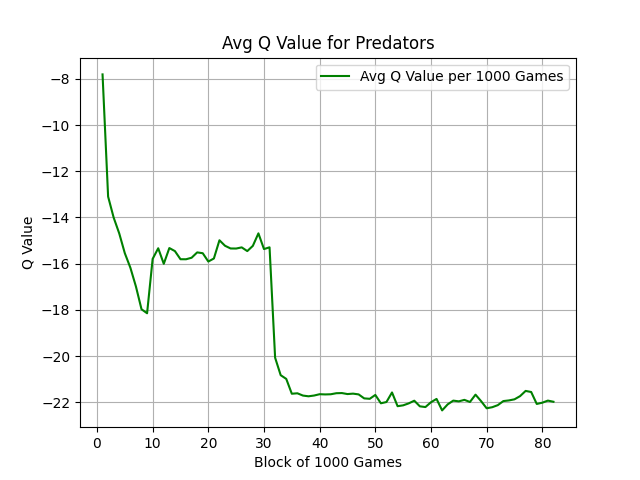 Avg Q Value for Predators
Avg Q Value per 1000 Games
Q Value
−8
−10
−12
−14
−16
−18
−20
−22
0 10 20 30 40 50 60 70 80
Block of 1000 Games